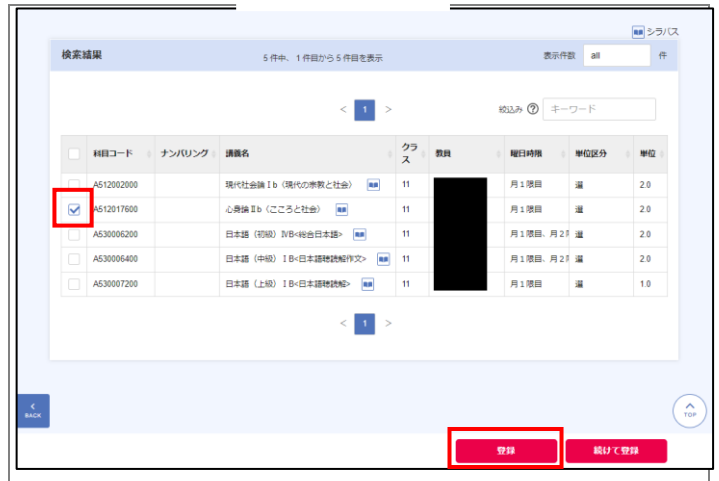 シラバス
検索結果 5 件中、1 件目から 5 件目を表示 表示件数 all 件
< 1 > 絞込み ? キーワード
科目コード ナンバリング 講義名 クラス 教員 曜日時限 単位区分 単位
A512002000 現代社会論Ⅰb（現代の宗教と社会） 11 月1限目 選 2.0
A512017600 心身論Ⅱb（こころと社会） 11 月1限目 選 2.0
A530006200 日本語（初級）ⅣB<総合日本語> 11 月1限目、月2 選 2.0
A530006400 日本語（中級）ⅠB<日本語聴読解作文> 11 月1限目、月2 選 2.0
A530007200 日本語（上級）ⅠB<日本語聴読解> 11 月1限目 選 1.0
< 1 >
BACK
TOP
登録 続けて登録